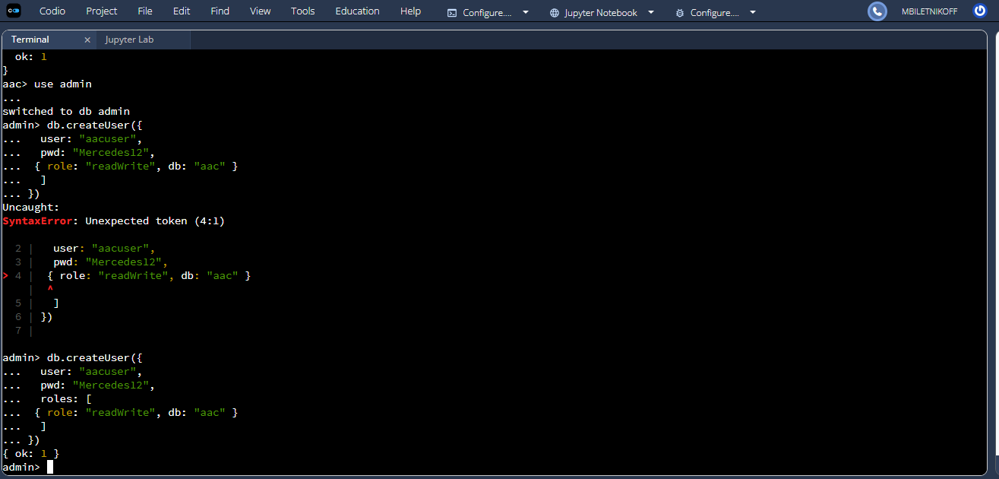 Codio Project File Edit Find View Tools Education Help Configure.... Jupyter Notebook Configure.... MBILETNIKOFF
Terminal × Jupyter Lab
  ok: 1
}
aac> use admin
...
switched to db admin
admin> db.createUser({
...   user: "aacuser",
...   pwd: "Mercedes12",
...  { role: "readWrite", db: "aac" }
...   ]
... })
Uncaught:
SyntaxError: Unexpected token (4:1)
  2 |   user: "aacuser",
  3 |   pwd: "Mercedes12",
> 4 |  { role: "readWrite", db: "aac" }
    |  ^
  5 |   ]
  6 | })
  7 |
admin> db.createUser({
...   user: "aacuser",
...   pwd: "Mercedes12",
...   roles: [
...  { role: "readWrite", db: "aac" }
...   ]
... })
{ ok: 1 }
admin>